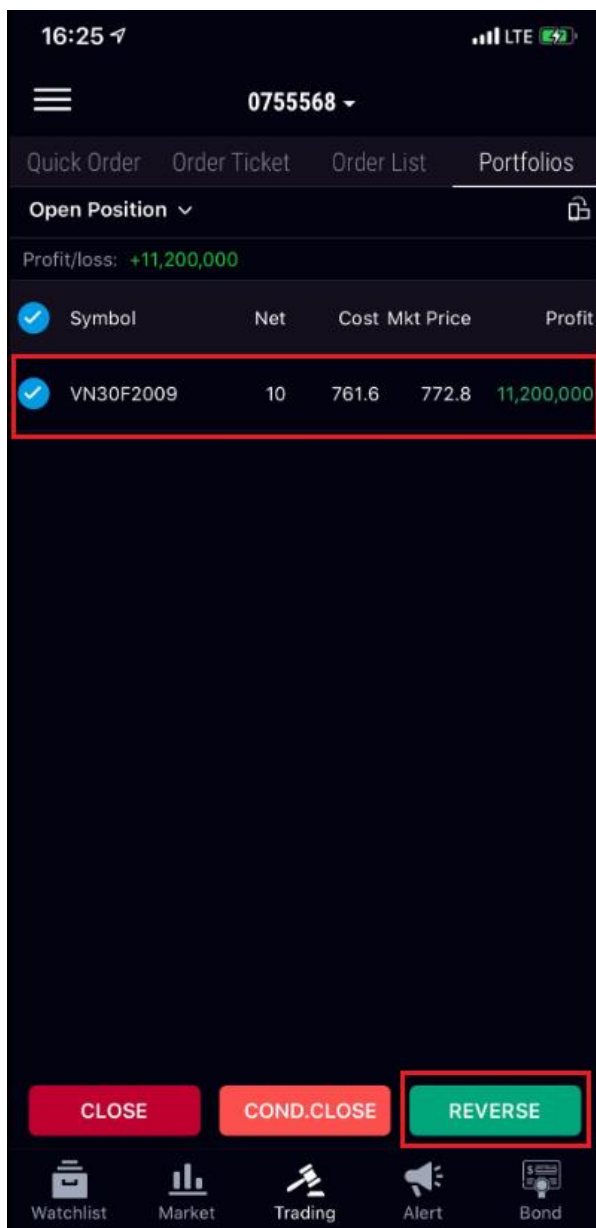 16:25 LTE
0755568
Quick Order Order Ticket Order List Portfolios
Open Position
Profit/loss: +11,200,000
Symbol Net Cost Mkt Price Profit
VN30F2009 10 761.6 772.8 11,200,000
CLOSE COND.CLOSE REVERSE
Watchlist Market Trading Alert Bond